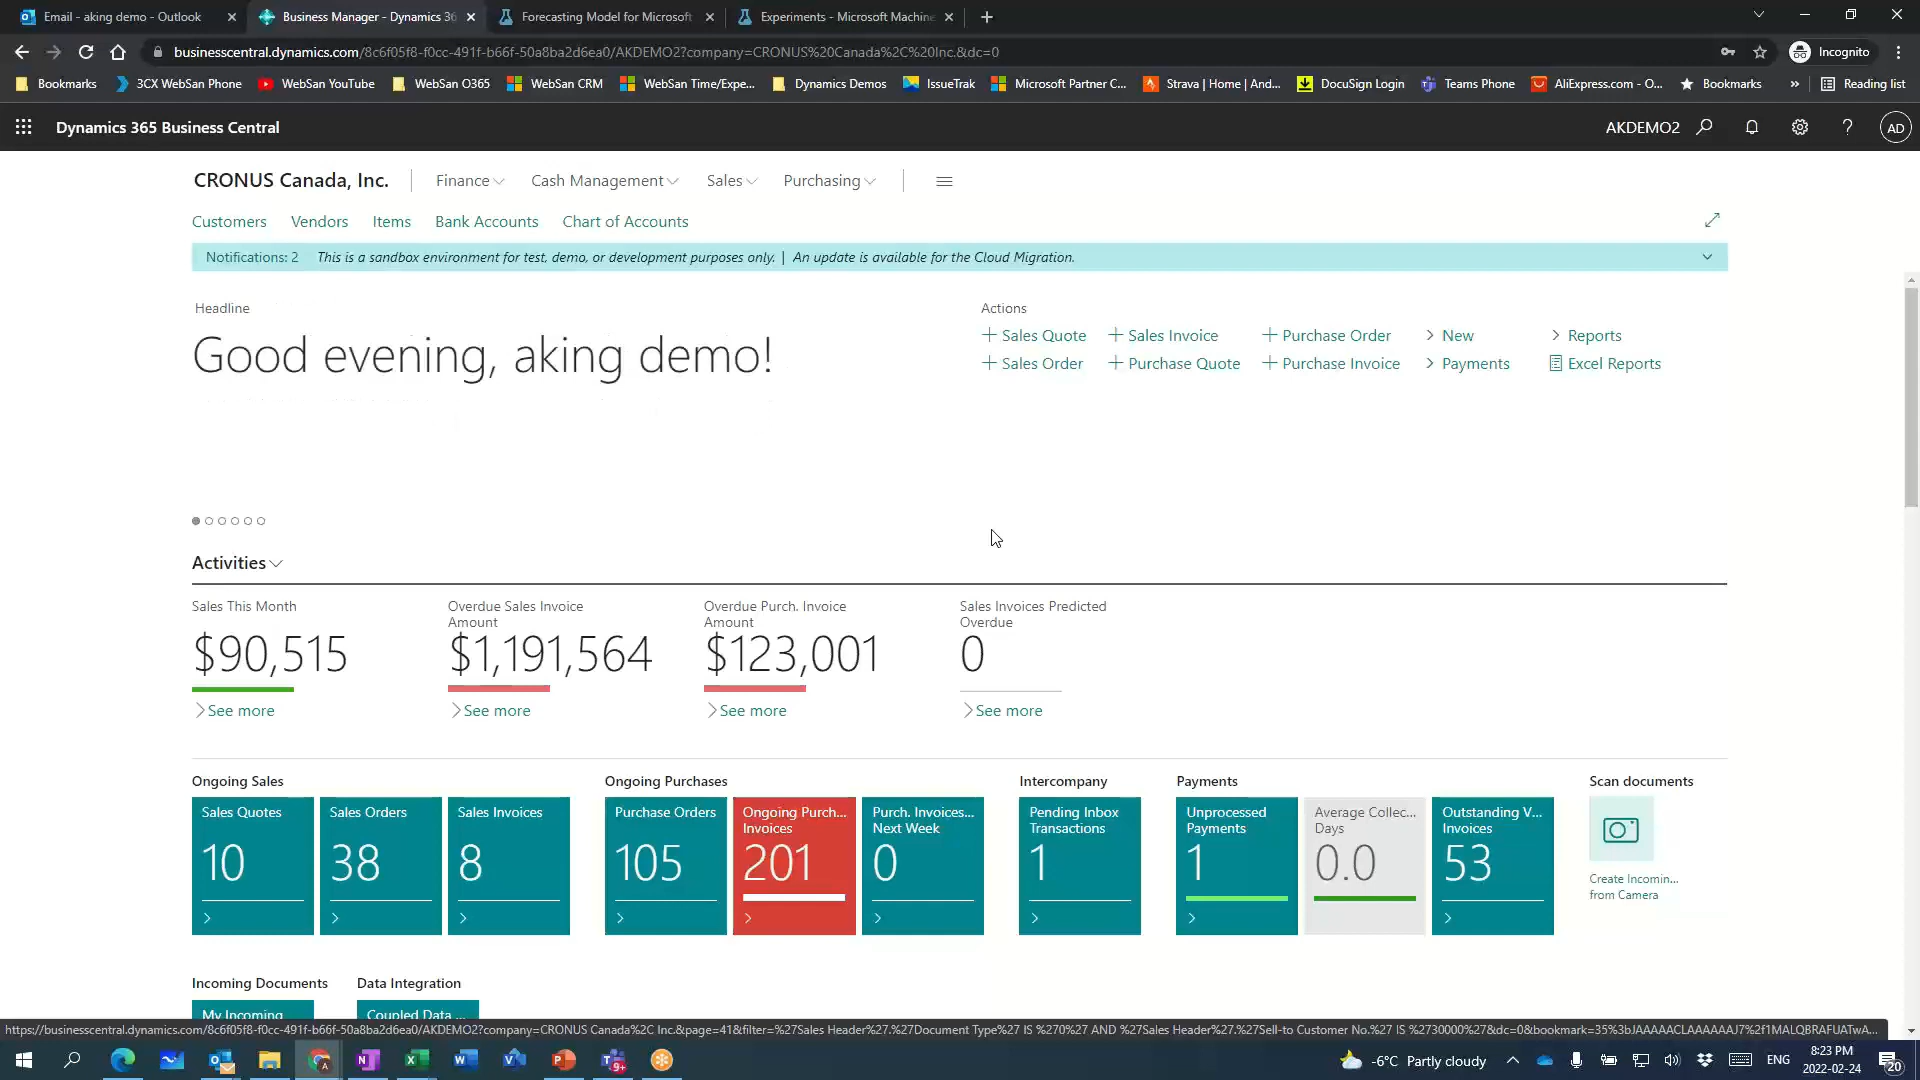 Email - aking demo - Outlook
Business Manager - Dynamics 36
Forecasting Model for Microsoft
Experiments - Microsoft Machine
businesscentral.dynamics.com/8c6f05f8-f0cc-491f-b66f-50a8ba2d6ea0/AKDEMO2?company=CRONUS%20Canada%2C%20Inc.&dc=0
Incognito
Bookmarks
3CX WebSan Phone
WebSan YouTube
WebSan O365
WebSan CRM
WebSan Time/Expe...
Dynamics Demos
IssueTrak
Microsoft Partner C...
Strava | Home | And...
DocuSign Login
Teams Phone
AliExpress.com - O...
Bookmarks
»
Reading list
Dynamics 365 Business Central
AKDEMO2
?
AD
CRONUS Canada, Inc.
Finance
Cash Management
Sales
Purchasing
Customers
Vendors
Items
Bank Accounts
Chart of Accounts
Notifications: 2
This is a sandbox environment for test, demo, or development purposes only. | An update is available for the Cloud Migration.
Headline
Good evening, aking demo!
Actions
+ Sales Quote
+ Sales Invoice
+ Purchase Order
> New
> Reports
+ Sales Order
+ Purchase Quote
+ Purchase Invoice
> Payments
Excel Reports
Activities
Sales This Month
$90,515
> See more
Overdue Sales Invoice
Amount
$1,191,564
> See more
Overdue Purch. Invoice
Amount
$123,001
> See more
Sales Invoices Predicted
Overdue
0
> See more
Ongoing Sales
Sales Quotes
10
Sales Orders
38
Sales Invoices
8
Ongoing Purchases
Purchase Orders
105
Ongoing Purch...
Invoices
201
Purch. Invoices...
Next Week
0
Intercompany
Pending Inbox
Transactions
1
Payments
Unprocessed
Payments
1
Average Collec...
Days
0.0
Outstanding V...
Invoices
53
Scan documents
Create Incomin...
from Camera
Incoming Documents
My Incoming
Data Integration
Coupled Data ...
https://businesscentral.dynamics.com/8c6f05f8-f0cc-491f-b66f-50a8ba2d6ea0/AKDEMO2?company=CRONUS Canada%2C Inc.&page=41&filter=%27Sales Header%27.%27Document Type%27 IS %270%27 AND %27Sales Header%27.%27Sell-to Customer No.%27 IS %2730000%27&dc=0&bookmark=35%3bJAAAAACLAAAAAAJ7%2f1MALQBRAFUATwA...
9+
-6°C Partly cloudy
ENG
8:23 PM
2022-02-24
20